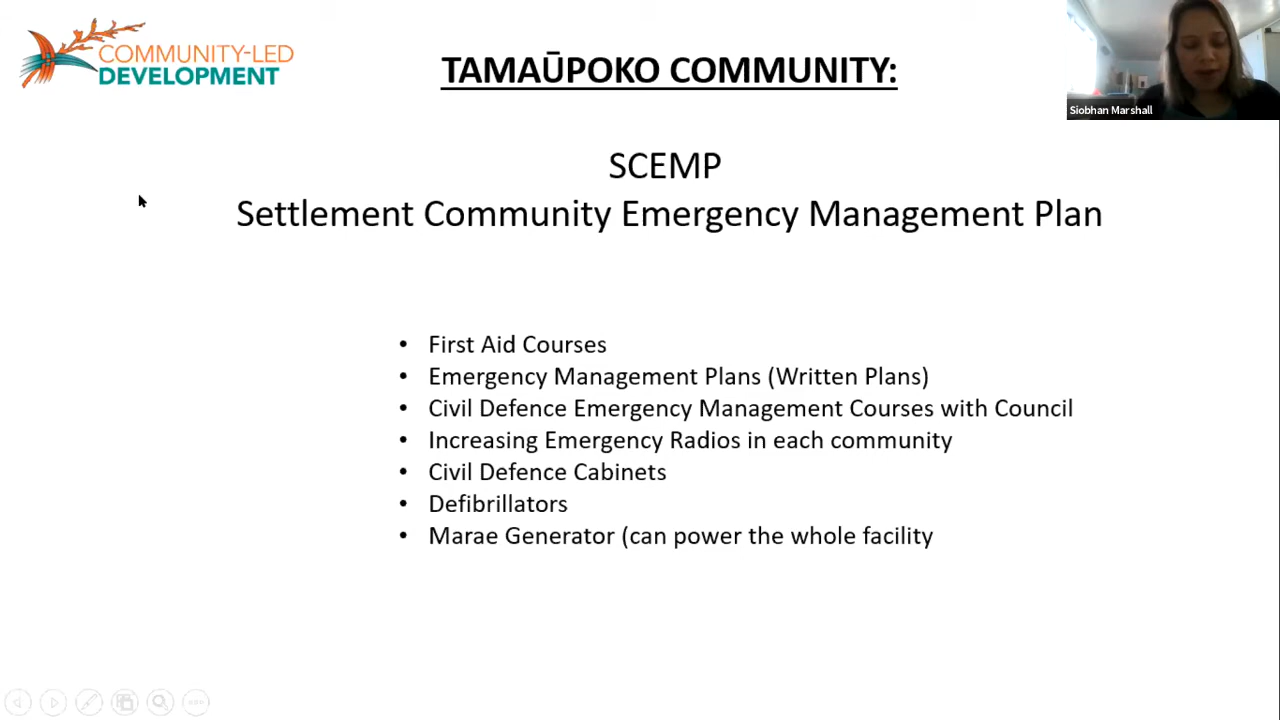 COMMUNITY-LED
DEVELOPMENT
TAMAŪPOKO COMMUNITY:
Siobhan Marshall
SCEMP
Settlement Community Emergency Management Plan
• First Aid Courses
• Emergency Management Plans (Written Plans)
• Civil Defence Emergency Management Courses with Council
• Increasing Emergency Radios in each community
• Civil Defence Cabinets
• Defibrillators
• Marae Generator (can power the whole facility